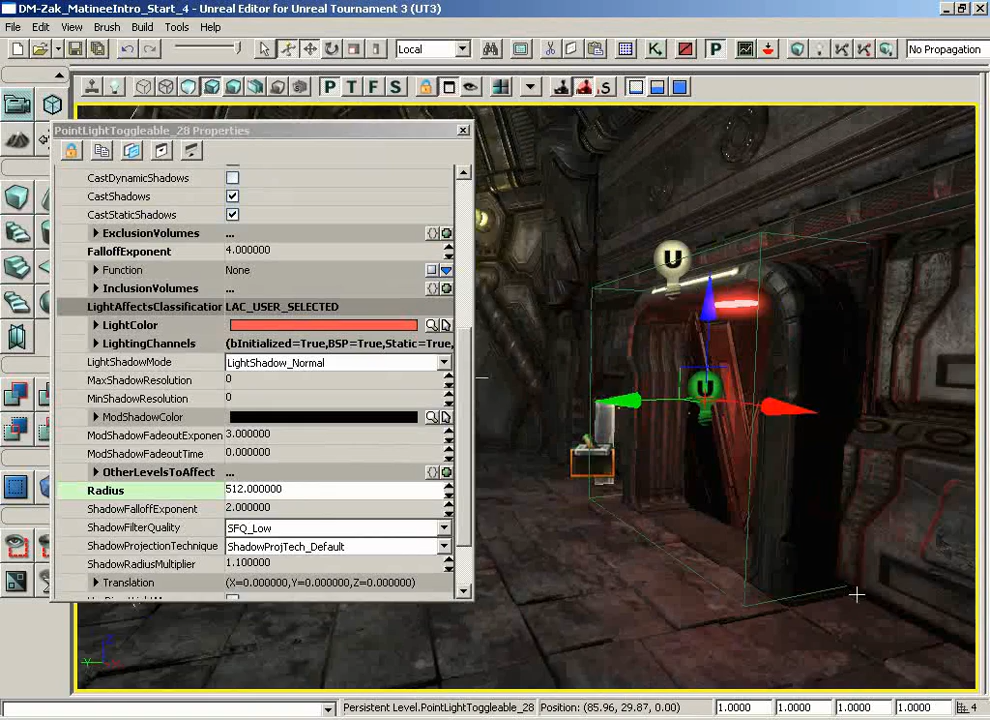 DM-Zak_MatineeIntro_Start_4 - Unreal Editor for Unreal Tournament 3 (UT3)
File Edit View Brush Build Tools Help
Local
P
No Propagation
P T F S
S
PointLightToggleable_28 Properties
CastDynamicShadows
CastShadows
CastStaticShadows
ExclusionVolumes ...
FalloffExponent 4.000000
Function None
InclusionVolumes ...
LightAffectsClassification LAC_USER_SELECTED
LightColor
LightingChannels (bInitialized=True,BSP=True,Static=True,
LightShadowMode LightShadow_Normal
MaxShadowResolution 0
MinShadowResolution 0
ModShadowColor
ModShadowFadeoutExponen 3.000000
ModShadowFadeoutTime 0.000000
OtherLevelsToAffect ...
Radius 512.000000
ShadowFalloffExponent 2.000000
ShadowFilterQuality SFQ_Low
ShadowProjectionTechnique ShadowProjTech_Default
ShadowRadiusMultiplier 1.100000
Translation (X=0.000000,Y=0.000000,Z=0.000000)
Persistent Level.PointLightToggleable_28 Position: (85.96, 29.87, 0.00) 1.0000 1.0000 1.0000 1.0000 4